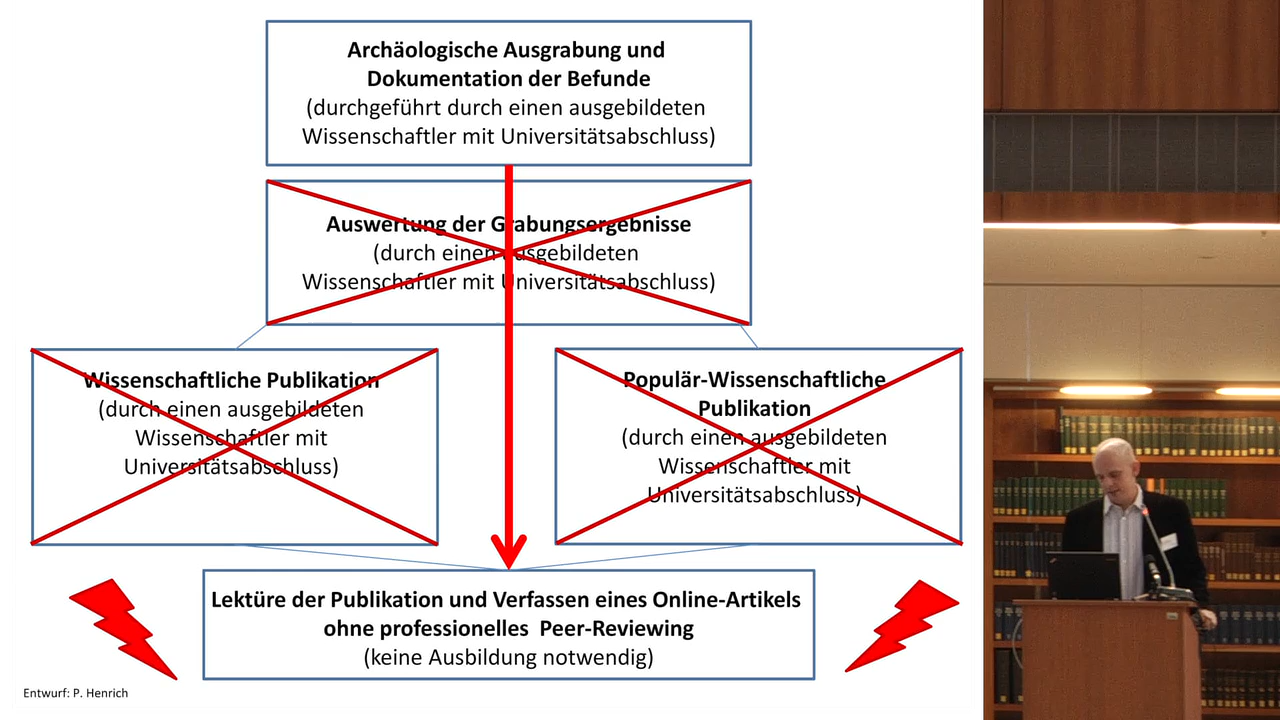 Archäologische Ausgrabung und
Dokumentation der Befunde
(durchgeführt durch einen ausgebildeten
Wissenschaftler mit Universitätsabschluss)
Auswertung der Grabungsergebnisse
(durch einen ausgebildeten
Wissenschaftler mit Universitätsabschluss)
Wissenschaftliche Publikation
(durch einen ausgebildeten
Wissenschaftler mit
Universitätsabschluss)
Populär-Wissenschaftliche
Publikation
(durch einen ausgebildeten
Wissenschaftler mit
Universitätsabschluss)
Lektüre der Publikation und Verfassen eines Online-Artikels
ohne professionelles Peer-Reviewing
(keine Ausbildung notwendig)
Entwurf: P. Henrich